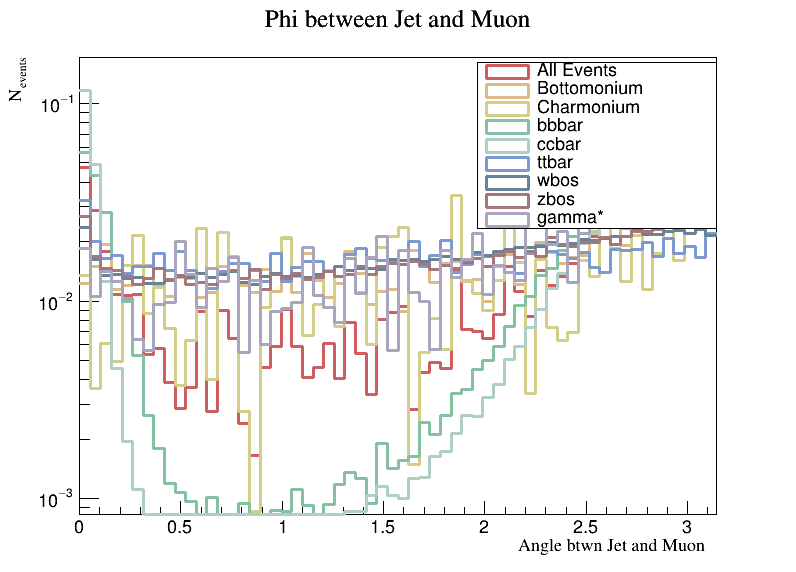 Phi between Jet and Muon
N events
10−1
10−2
10−3
All Events
Bottomonium
Charmonium
bbbar
ccbar
ttbar
wbos
zbos
gamma*
0 0.5 1 1.5 2 2.5 3
Angle btwn Jet and Muon